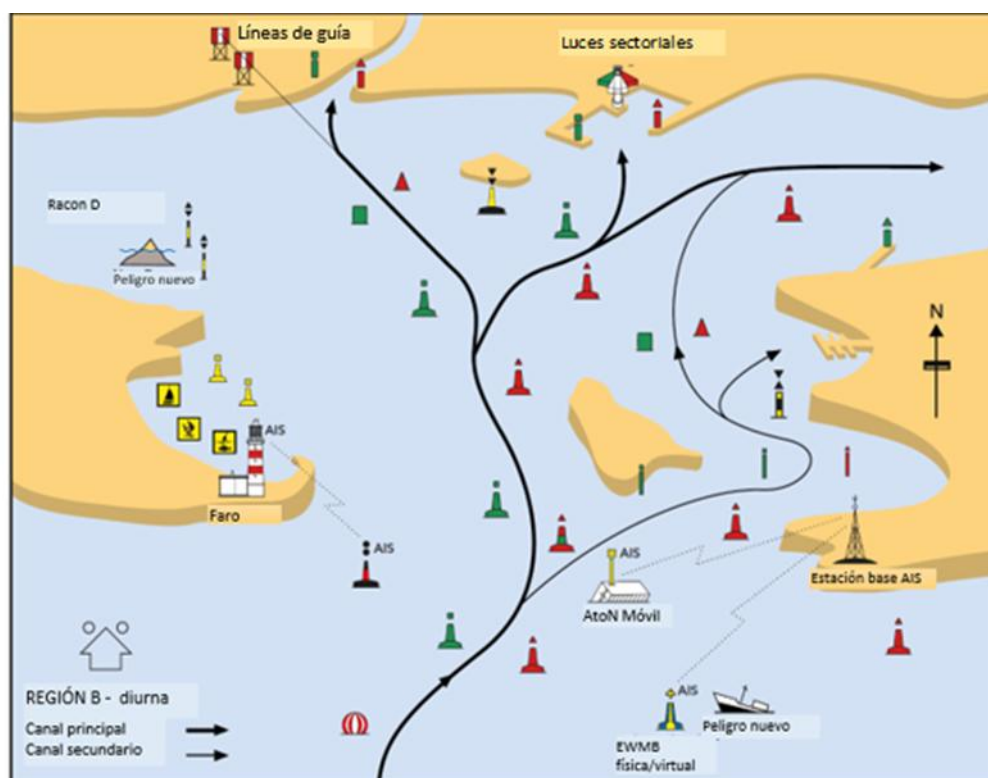 Líneas de guía
Luces sectoriales
Racon D
Peligro nuevo
N
AIS
Faro
AIS
AIS
AtoN Móvil
Estación base AIS
AIS
Peligro nuevo
EWMB
física/virtual
REGIÓN B - diurna
Canal principal
Canal secundario